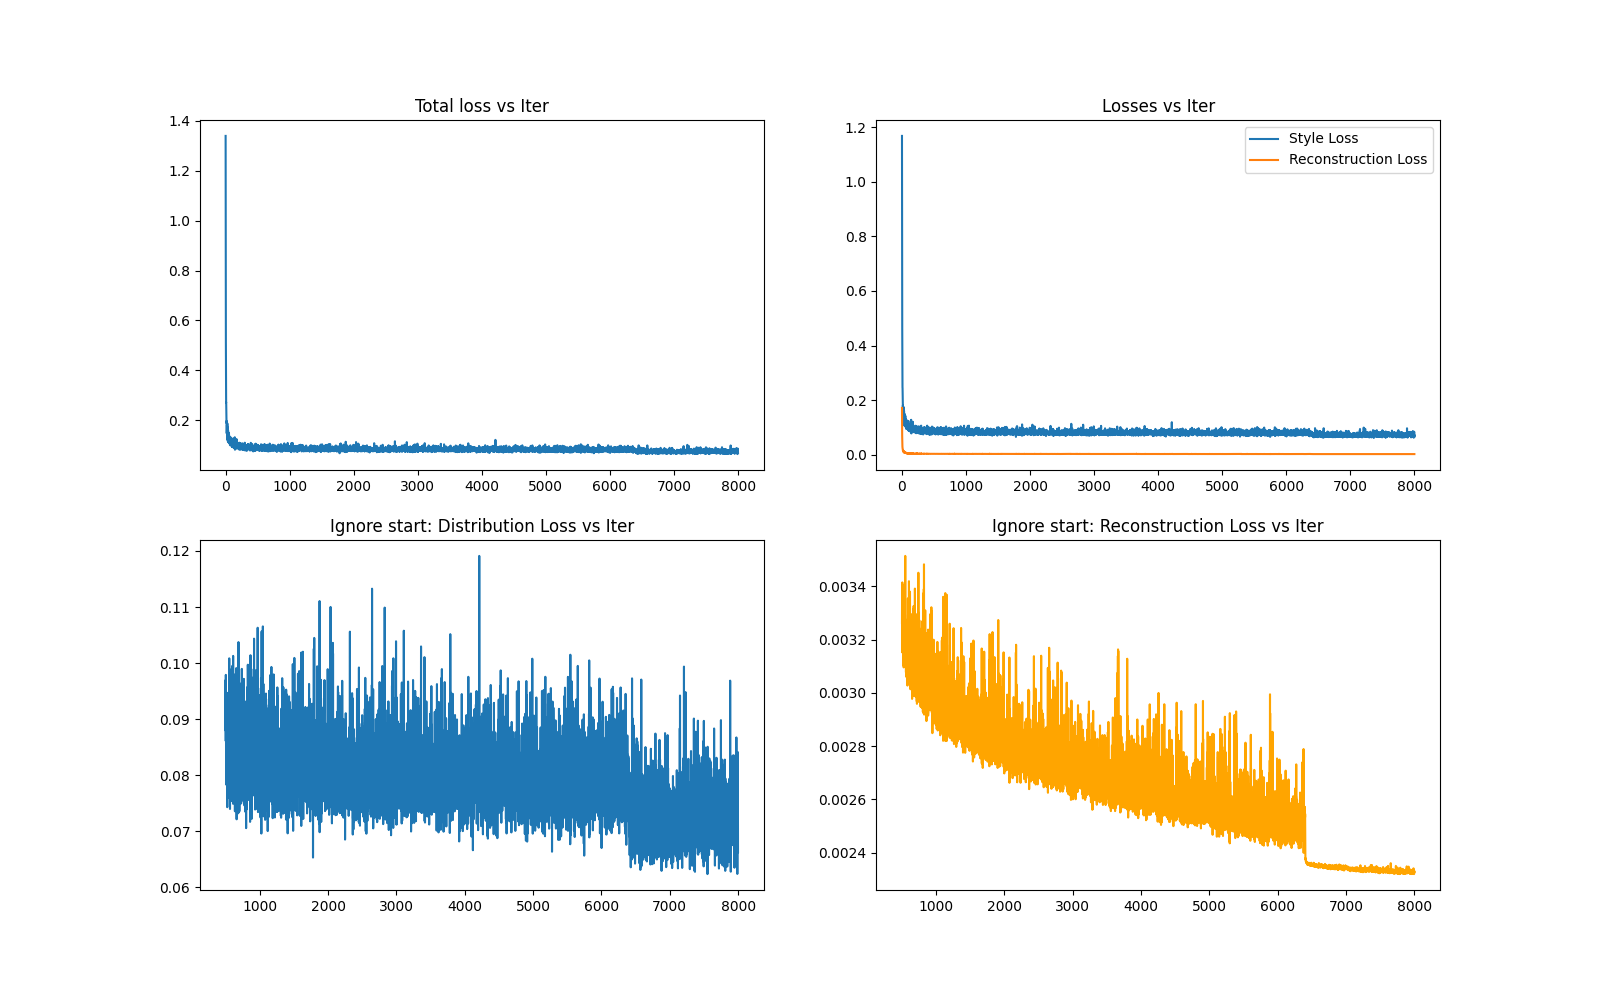 Total loss vs Iter
1.4
1.2
1.0
0.8
0.6
0.4
0.2
0 1000 2000 3000 4000 5000 6000 7000 8000
Losses vs Iter
Style Loss
Reconstruction Loss
1.2
1.0
0.8
0.6
0.4
0.2
0.0
0 1000 2000 3000 4000 5000 6000 7000 8000
Ignore start: Distribution Loss vs Iter
0.12
0.11
0.10
0.09
0.08
0.07
0.06
1000 2000 3000 4000 5000 6000 7000 8000
Ignore start: Reconstruction Loss vs Iter
0.0034
0.0032
0.0030
0.0028
0.0026
0.0024
1000 2000 3000 4000 5000 6000 7000 8000